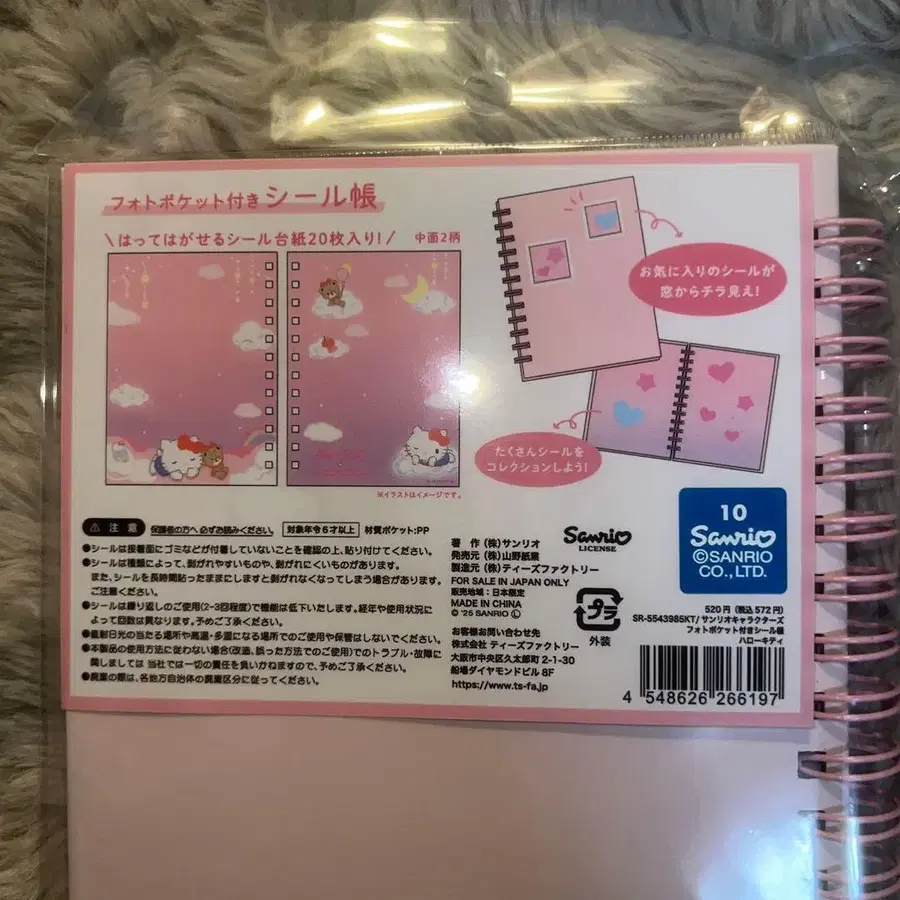 フォトポケット付きシール帳
\はってはがせるシール台紙20枚入り!/ 中面2柄
お気に入りのシールが
窓からチラ見え!
たくさんシールを
コレクションしよう!
※イラストはイメージです。
注意 保護者の方へ 必ずお読みください。 対象年令6才以上 材質ポケット:PP
●シールは接着面にゴミなどが付着していないことを確認の上、貼り付けてください。
●シールは種類によって、剥がれやすいものや、剥がれにくいものがあります。
また、シールを長時間貼ったままにしますと剥がれなくなってしまう場合があります。
ご注意ください。
●シールは繰り返しのご使用(2~3回程度)で機能は低下いたします。経年や使用状況に
よって回数は異なります。予めご了承ください。
●直射日光の当たる場所や高温・多湿になる場所でのご使用や保管はしないでください。
●本製品の使用方法に従わない場合(改造、誤った方法でのご使用)でのトラブル・故障に
関しましては 当社では一切の責任を負いかねますので、予めご了承ください。
●廃棄の際は、各地方自治体の廃棄区分に従ってください。
著作 (株)サンリオ
発売元 (株)山野紙業
製造元 (株)ティーズファクトリー
FOR SALE IN JAPAN ONLY
販売地域:日本限定
MADE IN CHINA
© '25 SANRIO Ⓛ
お客様お問い合わせ先
株式会社 ティーズファクトリー
大阪市中央区久太郎町2-1-30
船場ダイヤモンドビル8F
https://www.ts-fa.jp
Sanrio
LICENSE
プラ
外装
10
Sanrio
©SANRIO
CO., LTD.
520円(税込572円)
SR-5543985KT/サンリオキャラクターズ
フォトポケット付きシール帳
ハローキティ
4 548626 266197